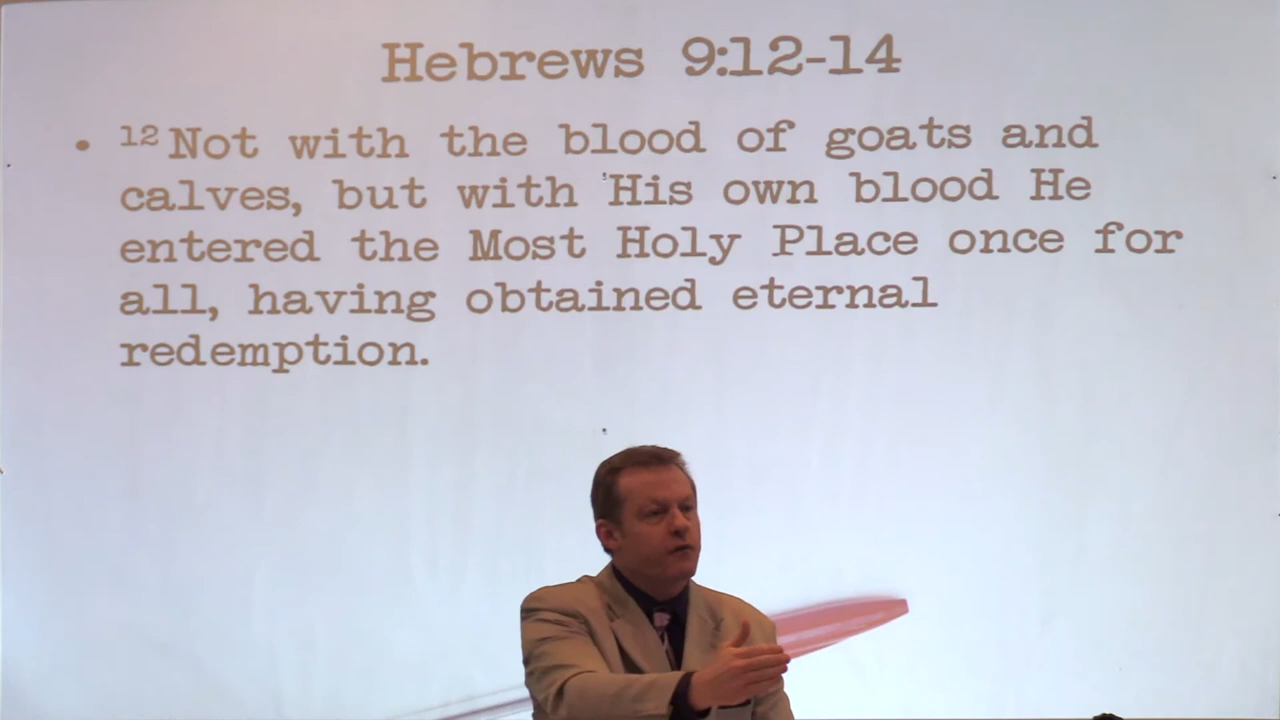 Hebrews 9:12-14
• 12 Not with the blood of goats and
calves, but with His own blood He
entered the Most Holy Place once for
all, having obtained eternal
redemption.